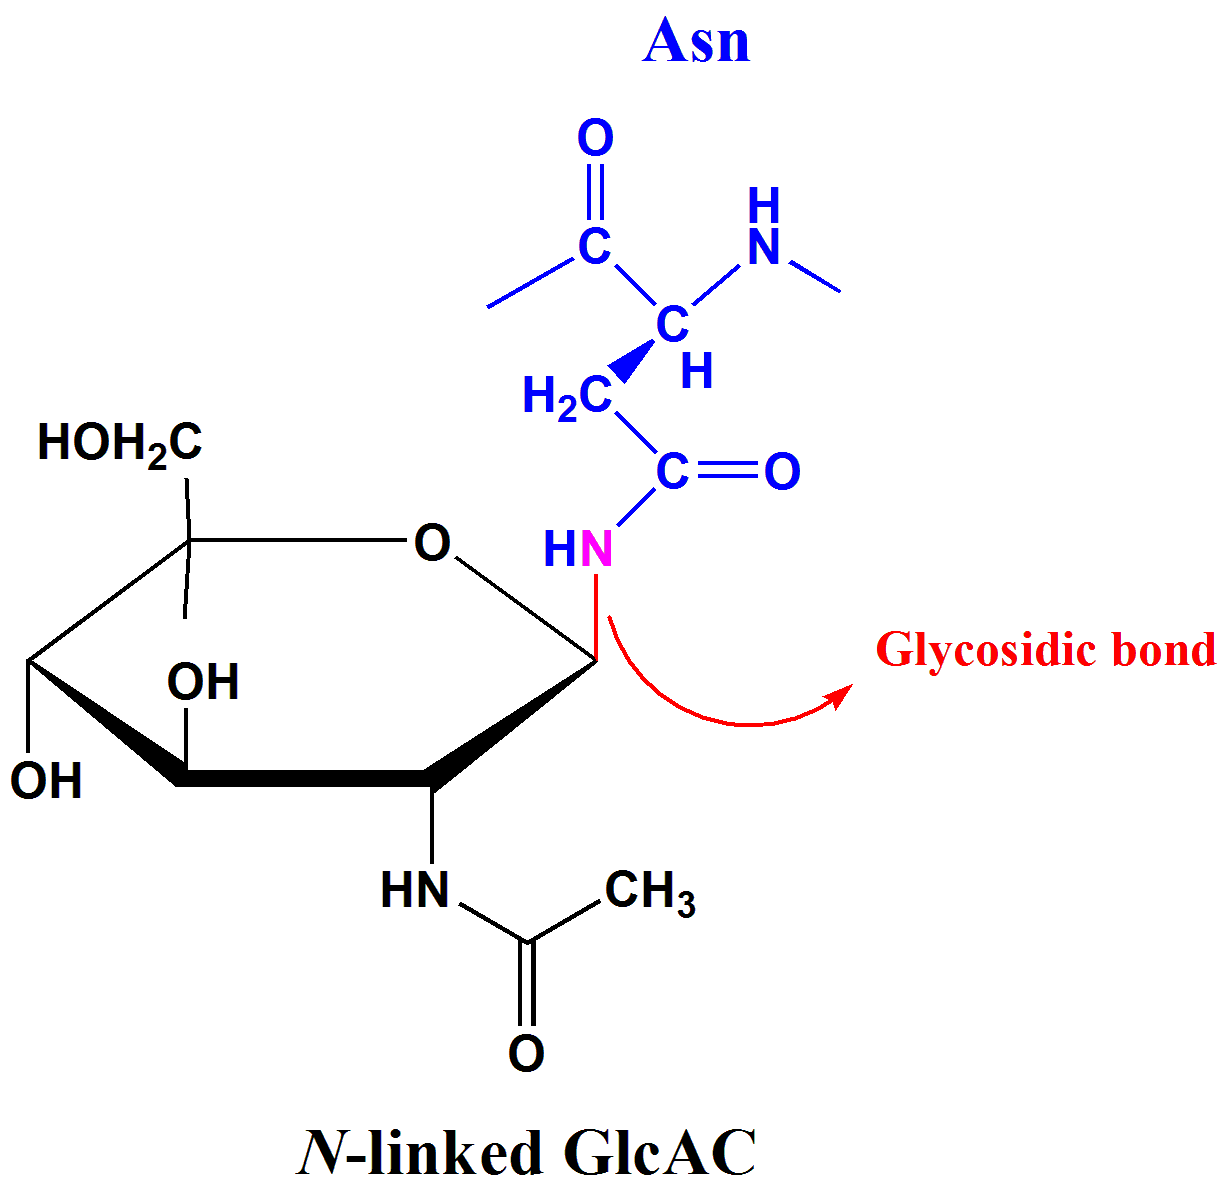 Asn
O
H
C
N
C
H
H₂C
HOH₂C
C
O
O
HN
Glycosidic bond
OH
OH
HN
CH₃
O
N-linked GlcAC